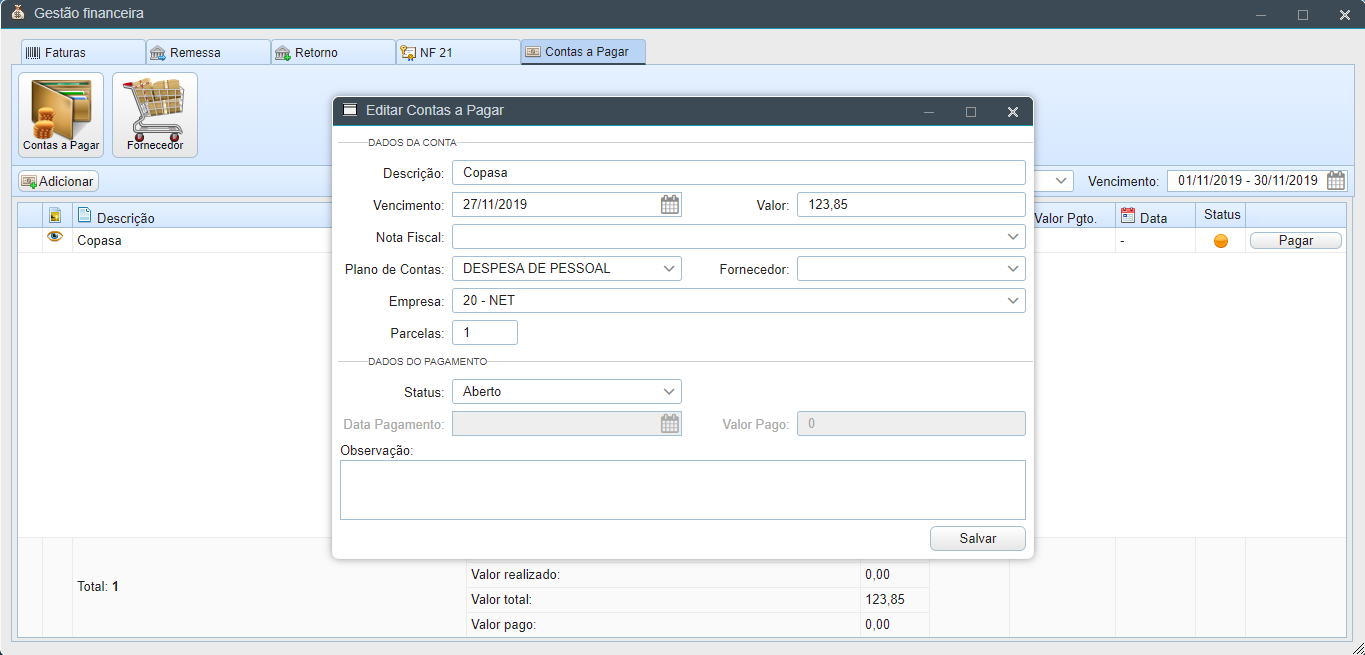 Gestão financeira
Faturas
Remessa
Retorno
NF 21
Contas a Pagar
Contas a Pagar
Fornecedor
Adicionar
Vencimento: 01/11/2019 - 30/11/2019
Descrição
Valor Pgto.
Data
Status
Copasa
-
Pagar
Editar Contas a Pagar
DADOS DA CONTA
Descrição: Copasa
Vencimento: 27/11/2019
Valor: 123,85
Nota Fiscal:
Plano de Contas: DESPESA DE PESSOAL
Fornecedor:
Empresa: 20 - NET
Parcelas: 1
DADOS DO PAGAMENTO
Status: Aberto
Data Pagamento:
Valor Pago: 0
Observação:
Salvar
Total: 1
Valor realizado: 0,00
Valor total: 123,85
Valor pago: 0,00